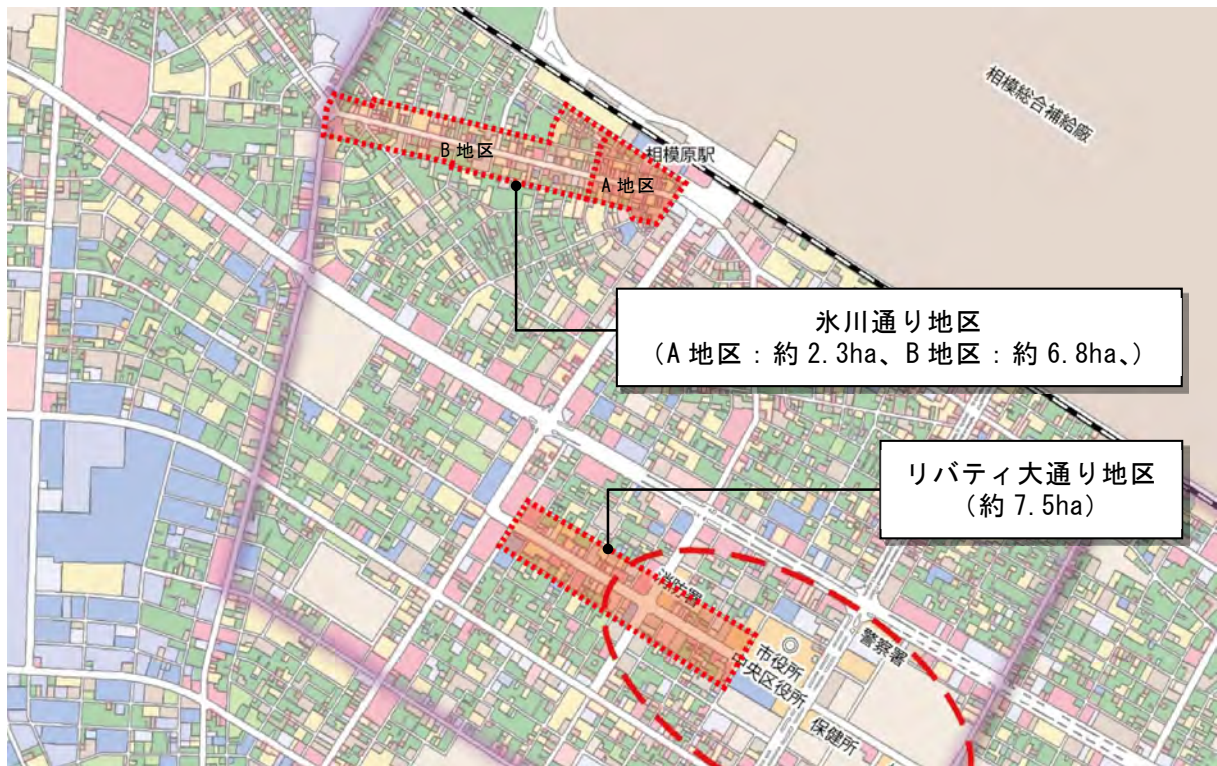 相模総合補給廠
相模原駅
B 地区
A 地区
氷川通り地区
（A 地区：約 2.3ha、B 地区：約 6.8ha、）
リバティ大通り地区
（約 7.5ha）
消防署
市役所
中央区役所
警察署
保健所